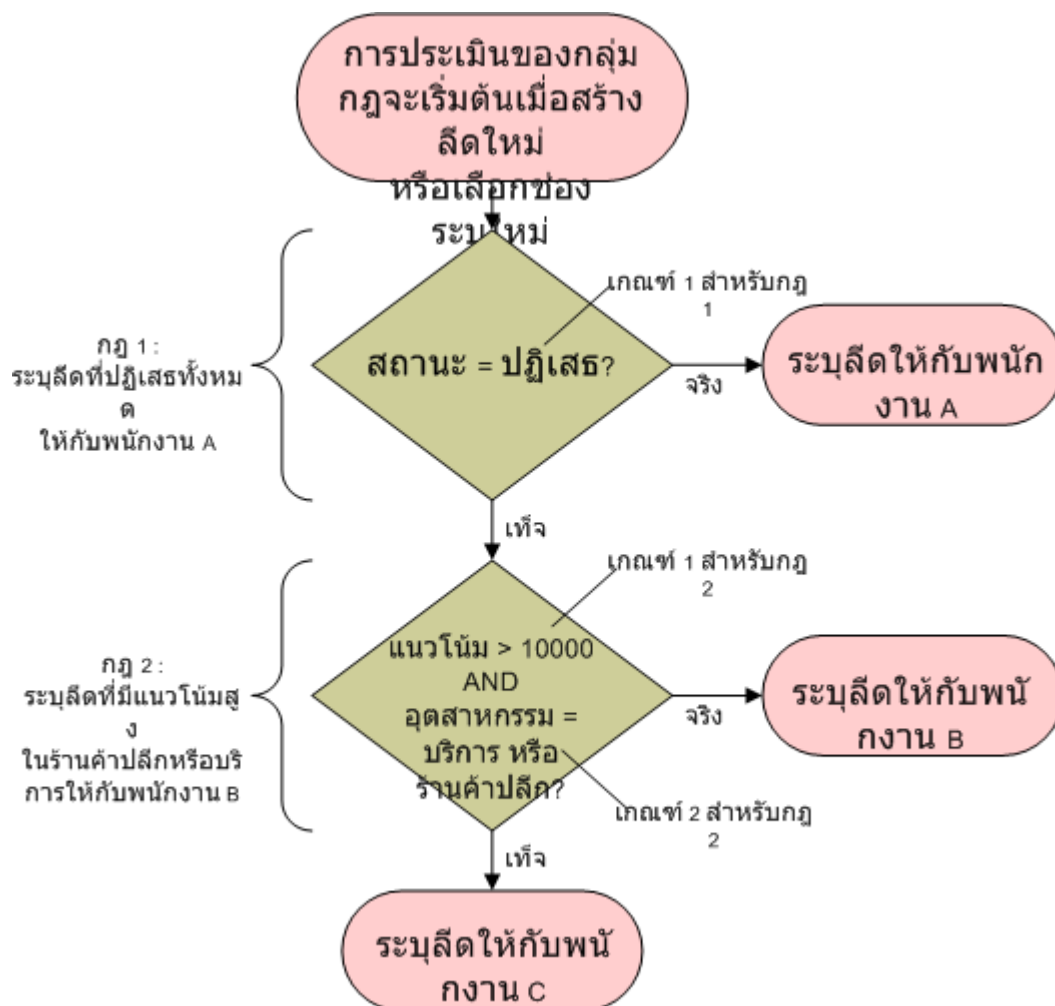 การประเมินของกลุ่ม
กฎจะเริ่มต้นเมื่อสร้าง
ลีดใหม่
หรือเลือกช่อง
ระบุใหม่
เกณฑ์ 1 สำหรับกฎ
1
กฎ 1 :
ระบุลีดที่ปฏิเสธทั้งหม
ด
ให้กับพนักงาน A
สถานะ = ปฏิเสธ?
จริง
ระบุลีดให้กับพนัก
งาน A
เท็จ
เกณฑ์ 1 สำหรับกฎ
2
กฎ 2 :
ระบุลีดที่มีแนวโน้มสู
ง
ในร้านค้าปลีกหรือบริ
การให้กับพนักงาน B
แนวโน้ม > 10000
AND
อุตสาหกรรม =
บริการ หรือ
ร้านค้าปลีก?
จริง
ระบุลีดให้กับพนั
กงาน B
เกณฑ์ 2 สำหรับกฎ
2
เท็จ
ระบุลีดให้กับพนั
กงาน C